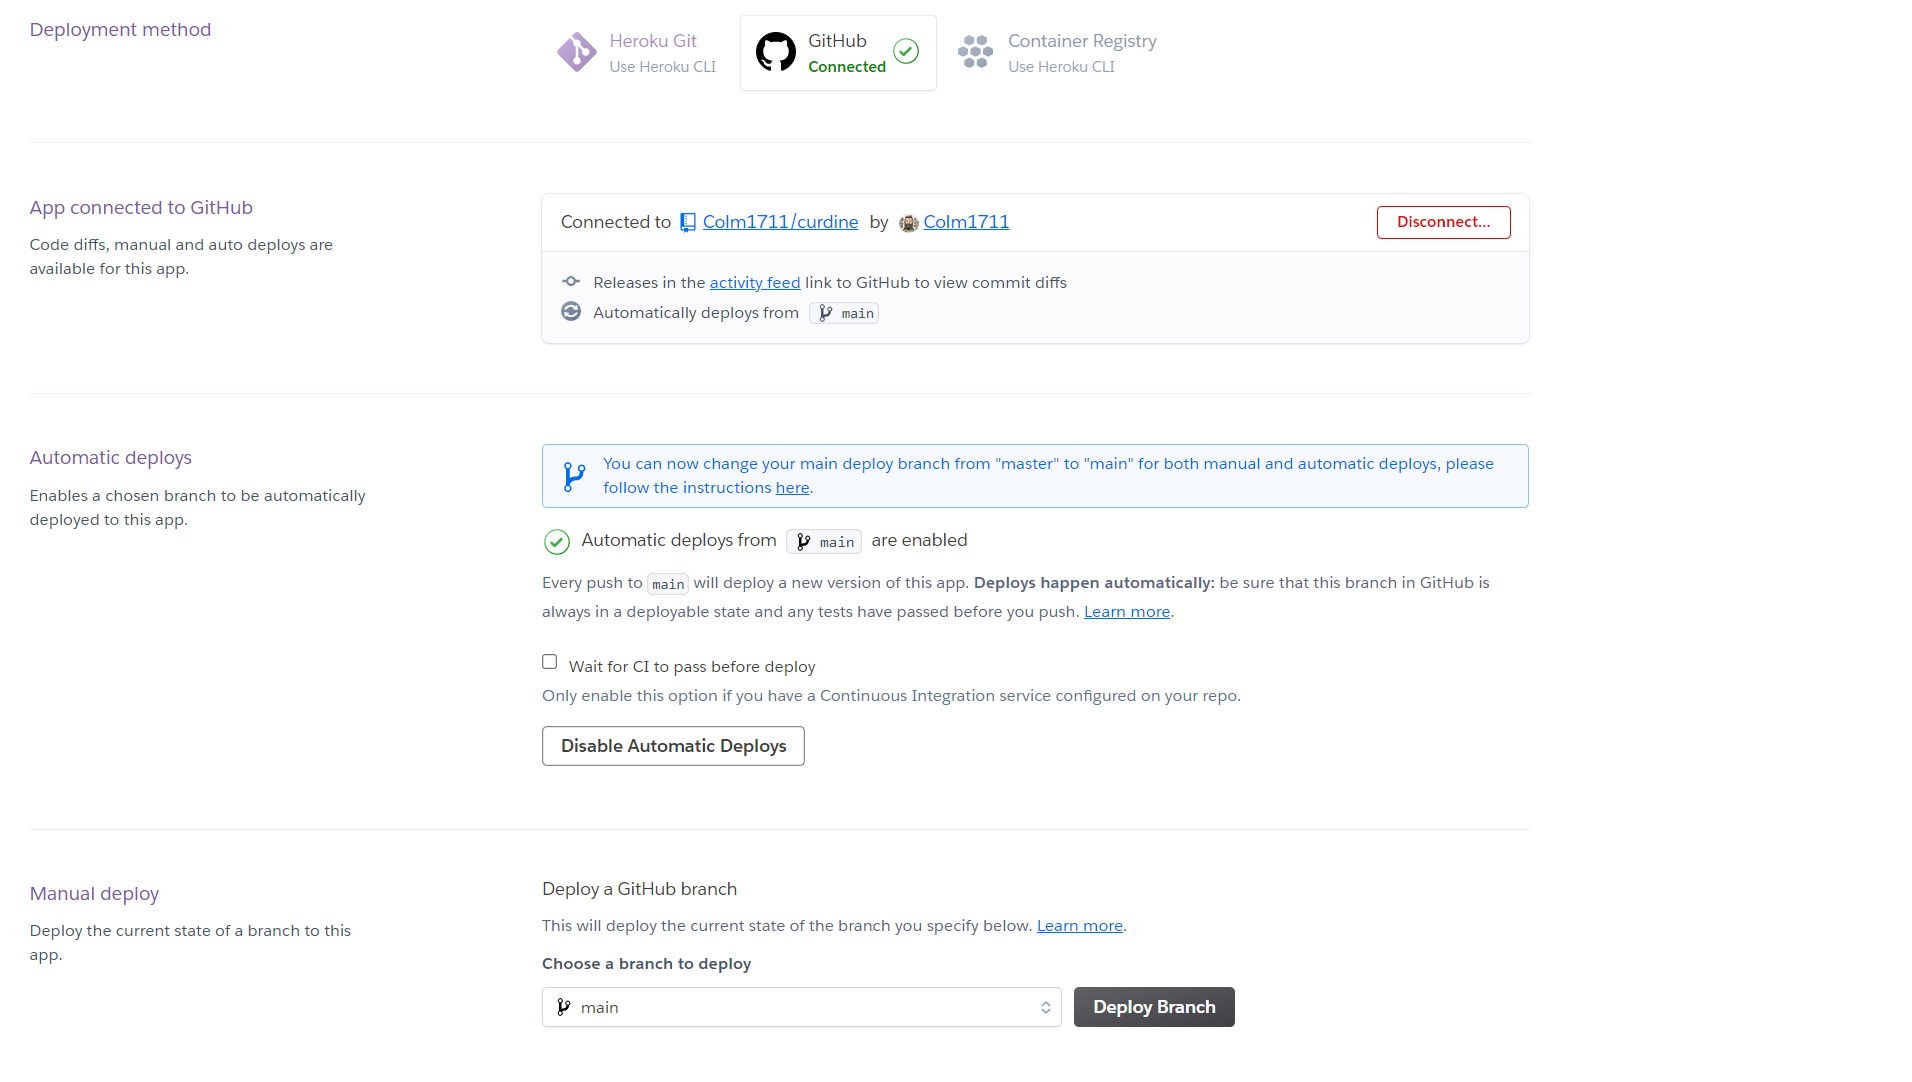 Deployment method
Heroku Git
Use Heroku CLI
GitHub
Connected
Container Registry
Use Heroku CLI
App connected to GitHub
Code diffs, manual and auto deploys are
available for this app.
Connected to Colm1711/curdine by Colm1711
Disconnect...
Releases in the activity feed link to GitHub to view commit diffs
Automatically deploys from main
Automatic deploys
Enables a chosen branch to be automatically
deployed to this app.
You can now change your main deploy branch from "master" to "main" for both manual and automatic deploys, please
follow the instructions here.
Automatic deploys from main are enabled
Every push to main will deploy a new version of this app. Deploys happen automatically: be sure that this branch in GitHub is
always in a deployable state and any tests have passed before you push. Learn more.
Wait for CI to pass before deploy
Only enable this option if you have a Continuous Integration service configured on your repo.
Disable Automatic Deploys
Manual deploy
Deploy the current state of a branch to this
app.
Deploy a GitHub branch
This will deploy the current state of the branch you specify below. Learn more.
Choose a branch to deploy
main
Deploy Branch